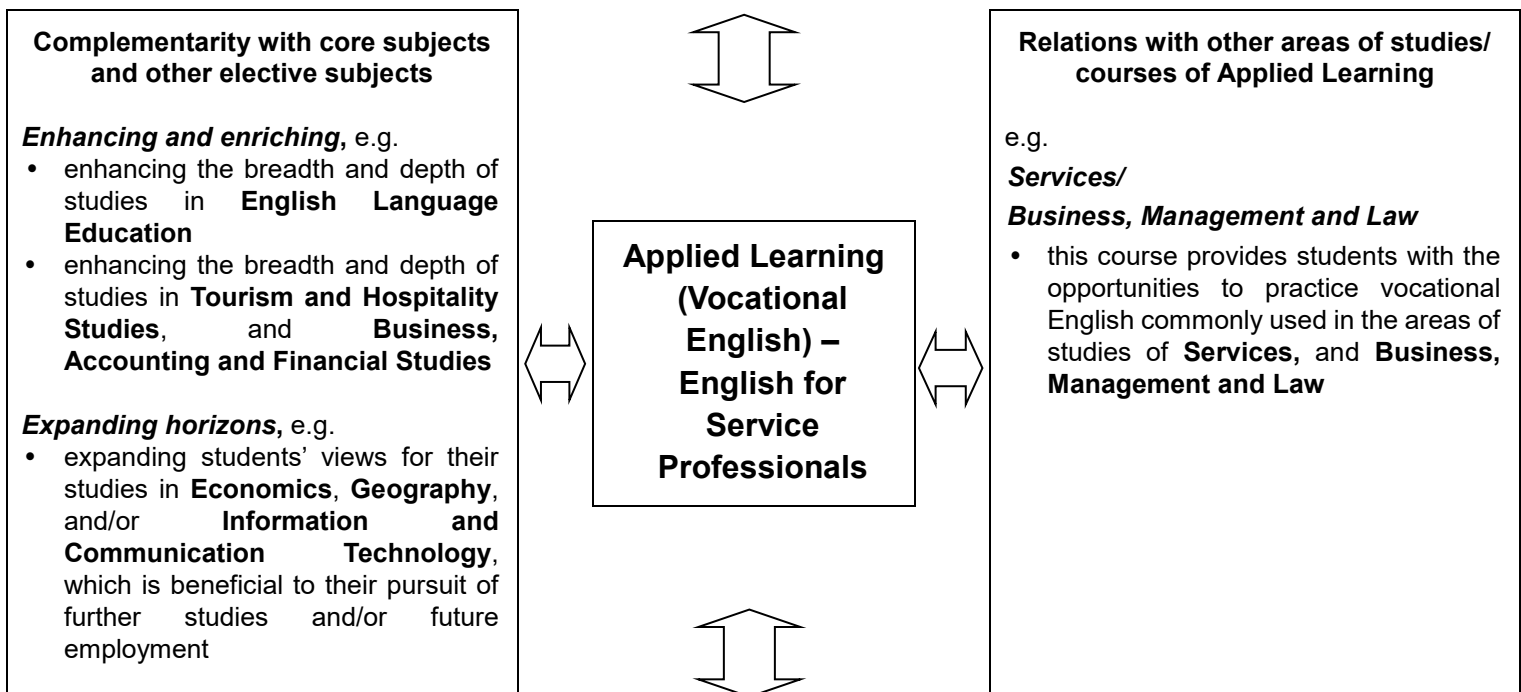 Complementarity with core subjects
and other elective subjects
Enhancing and enriching, e.g.
• enhancing the breadth and depth of
studies in English Language
Education
• enhancing the breadth and depth of
studies in Tourism and Hospitality
Studies, and Business,
Accounting and Financial Studies
Expanding horizons, e.g.
• expanding students’ views for their
studies in Economics, Geography,
and/or Information and
Communication Technology,
which is beneficial to their pursuit of
further studies and/or future
employment
Applied Learning
(Vocational
English) –
English for
Service
Professionals
Relations with other areas of studies/
courses of Applied Learning
e.g.
Services/
Business, Management and Law
• this course provides students with the
opportunities to practice vocational
English commonly used in the areas of
studies of Services, and Business,
Management and Law